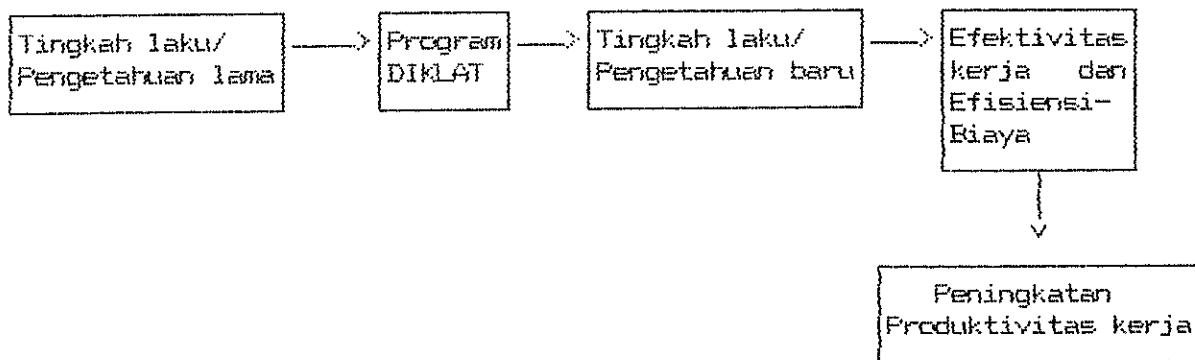 Tingkah laku/
Pengetahuan lama
Program
DIKLAT
Tingkah laku/
Pengetahuan baru
Efektivitas
kerja dan
Efisiensi-
Biaya
Peningkatan
Produktivitas kerja